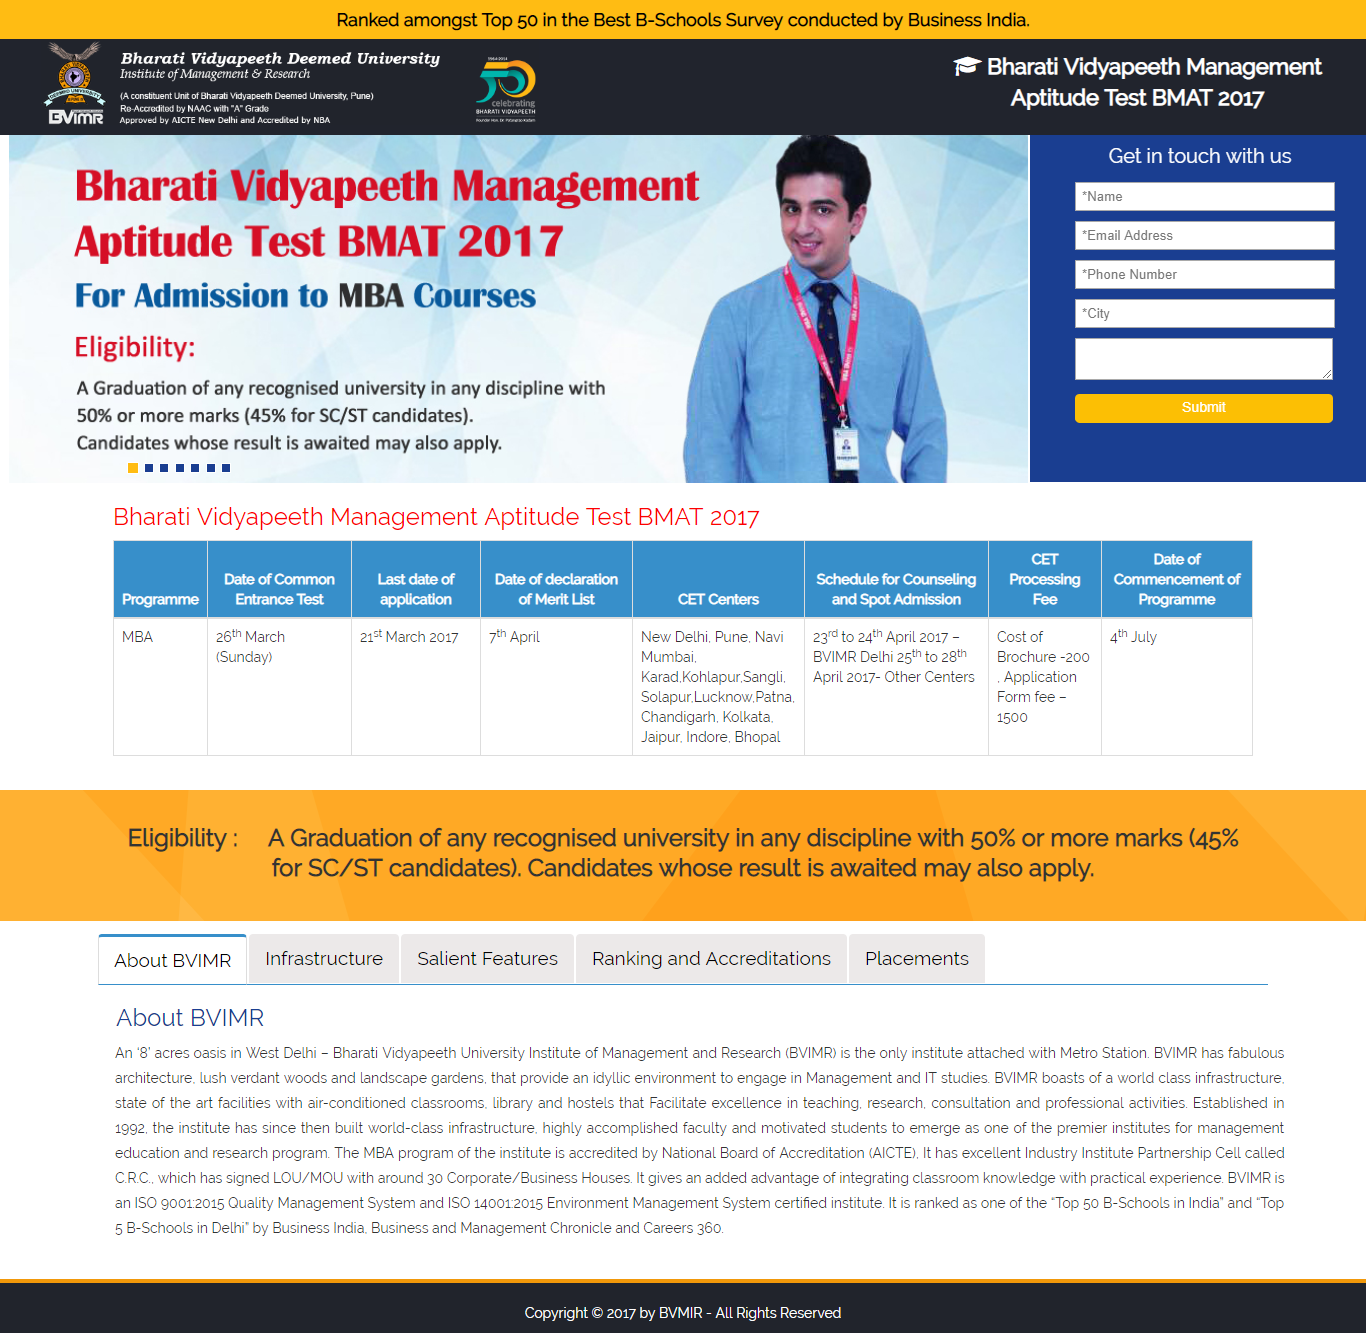 Ranked amongst Top 50 in the Best B-Schools Survey conducted by Business India.
Bharati Vidyapeeth Deemed University
Institute of Management & Research
(A constituent Unit of Bharati Vidyapeeth Deemed University, Pune)
Re-Accredited by NAAC with "A" Grade
Approved by AICTE New Delhi and Accredited by NBA
BVIMR
1964-2014
50
celebrating
BHARATI VIDYAPEETH
Bharati Vidyapeeth Management
Aptitude Test BMAT 2017
Bharati Vidyapeeth Management
Aptitude Test BMAT 2017
For Admission to MBA Courses
Eligibility:
A Graduation of any recognised university in any discipline with
50% or more marks (45% for SC/ST candidates).
Candidates whose result is awaited may also apply.
Get in touch with us
*Name
*Email Address
*Phone Number
*City
Submit
Bharati Vidyapeeth Management Aptitude Test BMAT 2017
Programme
Date of Common
Entrance Test
Last date of
application
Date of declaration
of Merit List
CET Centers
Schedule for Counseling
and Spot Admission
CET
Processing
Fee
Date of
Commencement of
Programme
MBA
26th March
(Sunday)
21st March 2017
7th April
New Delhi, Pune, Navi
Mumbai,
Karad,Kohlapur,Sangli,
Solapur,Lucknow,Patna,
Chandigarh, Kolkata,
Jaipur, Indore, Bhopal
23rd to 24th April 2017 –
BVIMR Delhi 25th to 28th
April 2017- Other Centers
Cost of
Brochure -200
, Application
Form fee –
1500
4th July
Eligibility : A Graduation of any recognised university in any discipline with 50% or more marks (45%
for SC/ST candidates). Candidates whose result is awaited may also apply.
About BVIMR
Infrastructure
Salient Features
Ranking and Accreditations
Placements
About BVIMR
An ‘8’ acres oasis in West Delhi – Bharati Vidyapeeth University Institute of Management and Research (BVIMR) is the only institute attached with Metro Station. BVIMR has fabulous
architecture, lush verdant woods and landscape gardens, that provide an idyllic environment to engage in Management and IT studies. BVIMR boasts of a world class infrastructure,
state of the art facilities with air-conditioned classrooms, library and hostels that Facilitate excellence in teaching, research, consultation and professional activities. Established in
1992, the institute has since then built world-class infrastructure, highly accomplished faculty and motivated students to emerge as one of the premier institutes for management
education and research program. The MBA program of the institute is accredited by National Board of Accreditation (AICTE), It has excellent Industry Institute Partnership Cell called
C.R.C., which has signed LOU/MOU with around 30 Corporate/Business Houses. It gives an added advantage of integrating classroom knowledge with practical experience. BVIMR is
an ISO 9001:2015 Quality Management System and ISO 14001:2015 Environment Management System certified institute. It is ranked as one of the “Top 50 B-Schools in India” and “Top
5 B-Schools in Delhi” by Business India, Business and Management Chronicle and Careers 360.
Copyright © 2017 by BVMIR - All Rights Reserved